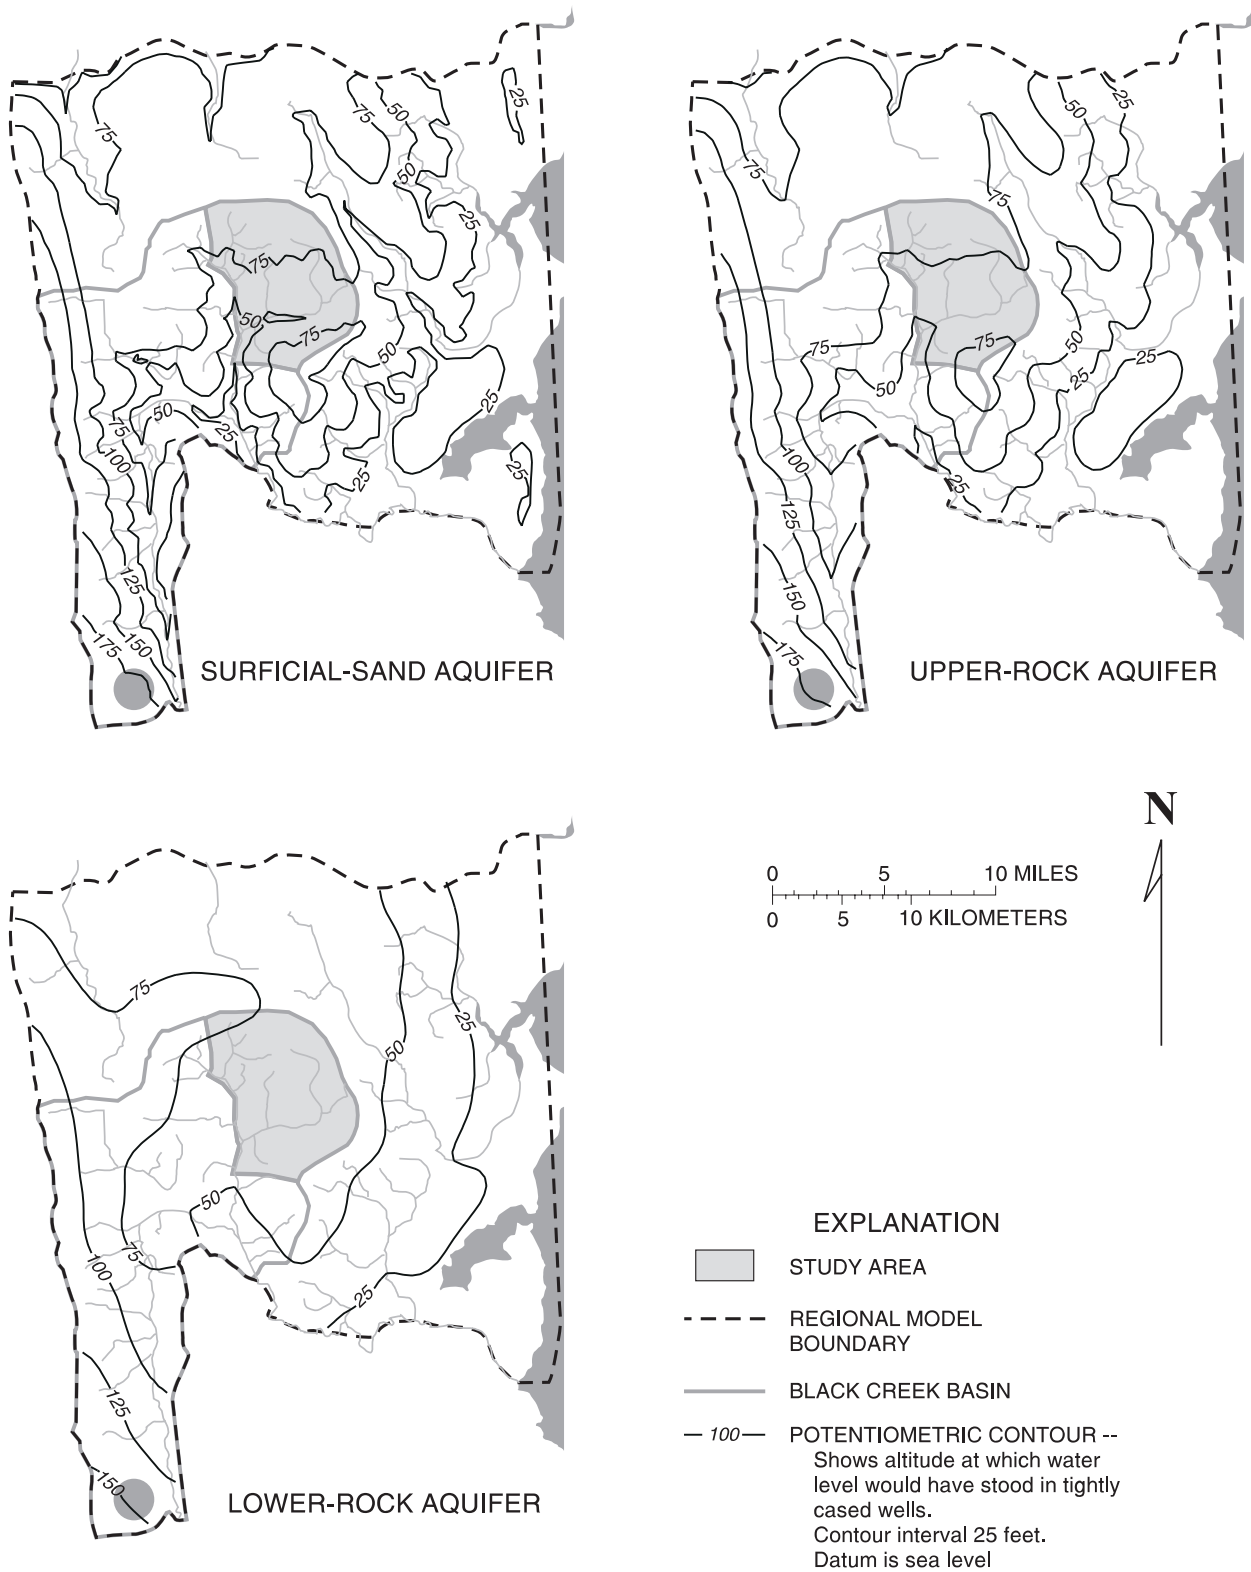 75
50
25
50
50
25
75
50
75
50
25
75
50
100
25
25
25
125
150
175
SURFICIAL-SAND AQUIFER
25
50
75
50
75
25
75
75
50
25
25
50
100
25
125
150
175
UPPER-ROCK AQUIFER
75
25
50
50
75
100
25
125
150
LOWER-ROCK AQUIFER
N
0 5 10 MILES
0 5 10 KILOMETERS
EXPLANATION
STUDY AREA
REGIONAL MODEL
BOUNDARY
BLACK CREEK BASIN
100 POTENTIOMETRIC CONTOUR --
Shows altitude at which water
level would have stood in tightly
cased wells.
Contour interval 25 feet.
Datum is sea level